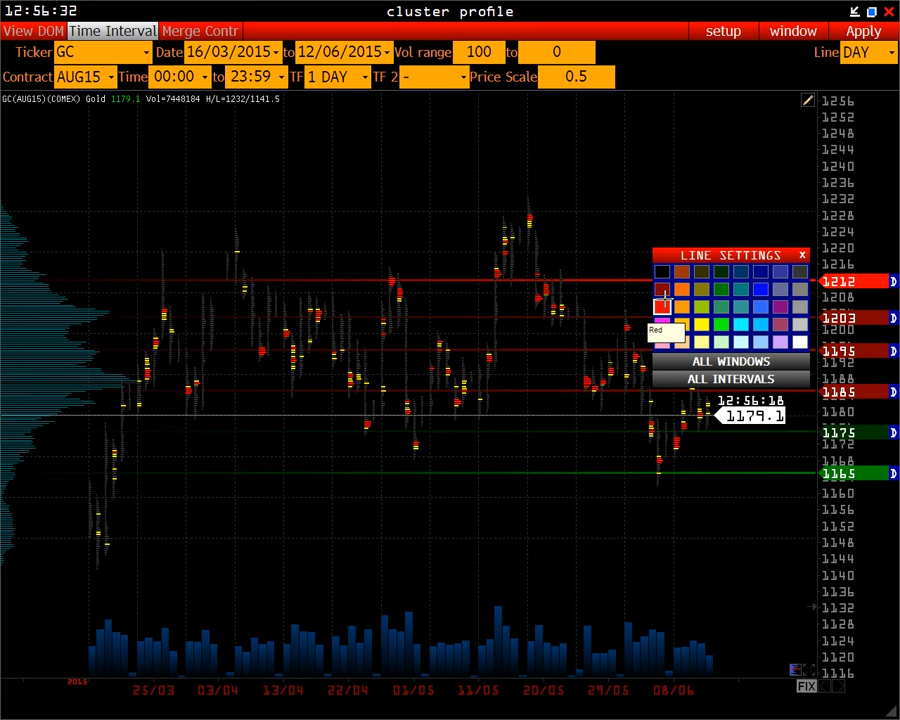 12:56:32 cluster profile
View DOM Time Interval Merge Contr setup window Apply
Ticker GC Date 16/03/2015 to 12/06/2015 Vol range 100 to 0 Line DAY
Contract AUG15 Time 00:00 to 23:59 TF 1 DAY TF 2 - Price Scale 0.5
GC(AUG15)(COMEX) Gold 1179.1 Vol=7448184 H/L=1232/1141.5
1256
1252
1248
1244
1240
1236
1232
1228
1224
1220
LINE SETTINGS x
1216
1212 D
1208
1203 D
1200
Red
1195 D
ALL WINDOWS
1188
ALL INTERVALS
1185 D
12:56:18
1180
1179.1
1175 D
1172
1168
1165 D
1160
1156
1152
1148
1144
1140
1136
1132
1128
1124
1120
1116
2015 25/03 03/04 13/04 22/04 01/05 11/05 20/05 29/05 08/06
FIX